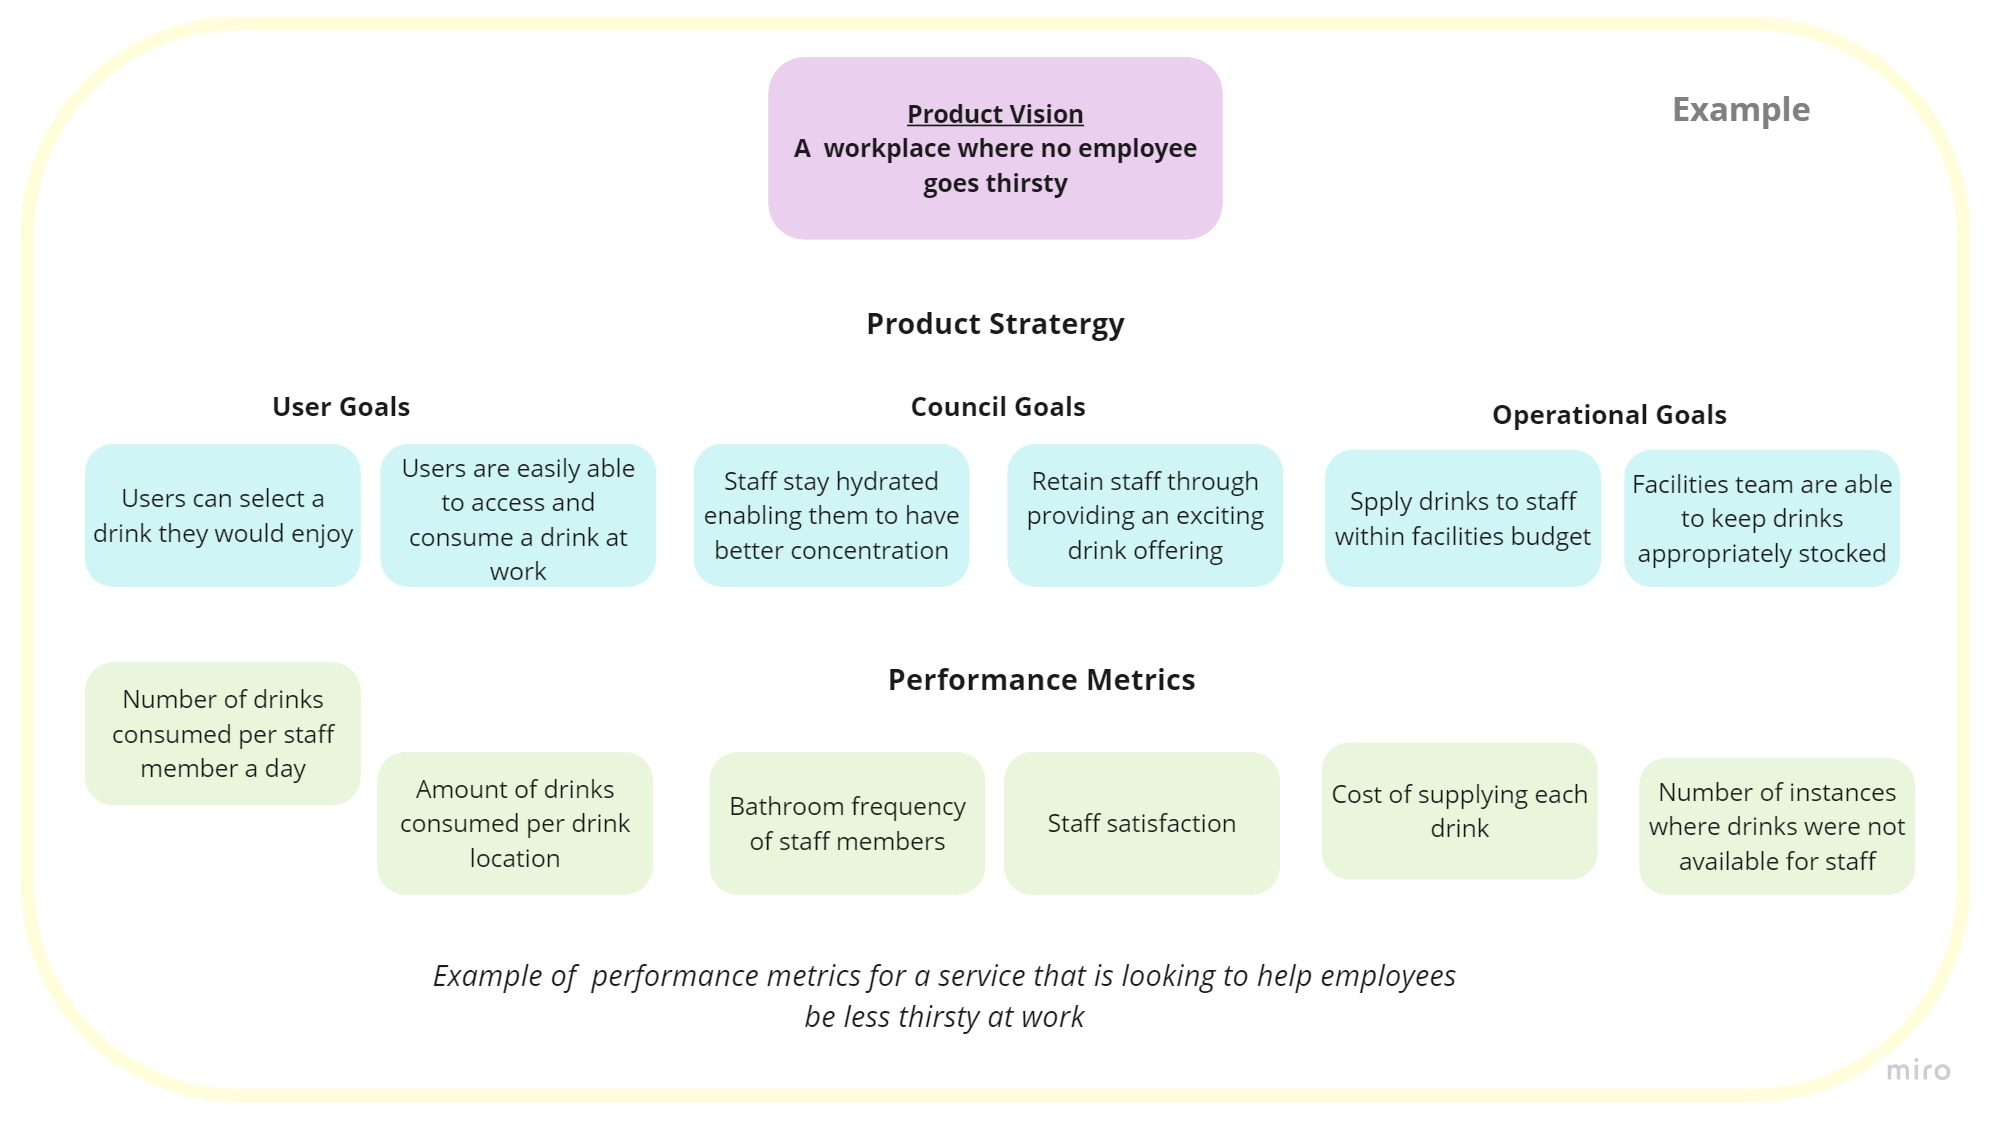 Product Vision
A  workplace where no employee
goes thirsty
Example
Product Stratergy
User Goals
Council Goals
Operational Goals
Users can select a
drink they would enjoy
Users are easily able
to access and
consume a drink at
work
Staff stay hydrated
enabling them to have
better concentration
Retain staff through
providing an exciting
drink offering
Spply drinks to staff
within facilities budget
Facilities team are able
to keep drinks
appropriately stocked
Performance Metrics
Number of drinks
consumed per staff
member a day
Amount of drinks
consumed per drink
location
Bathroom frequency
of staff members
Staff satisfaction
Cost of supplying each
drink
Number of instances
where drinks were not
available for staff
Example of  performance metrics for a service that is looking to help employees
be less thirsty at work
miro